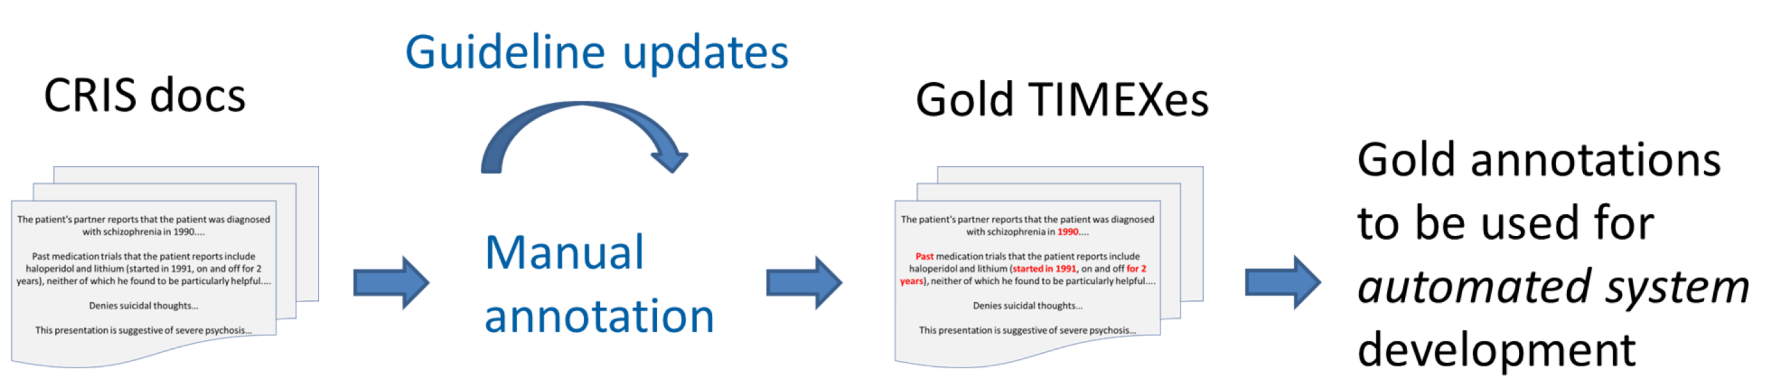 CRIS docs
The patient's partner reports that the patient was diagnosed
with schizophrenia in 1990....
Past medication trials that the patient reports include
haloperidol and lithium (started in 1991, on and off for 2
years), neither of which he found to be particularly helpful....
Denies suicidal thoughts...
This presentation is suggestive of severe psychosis...
Guideline updates
Manual
annotation
Gold TIMEXes
The patient's partner reports that the patient was diagnosed
with schizophrenia in 1990....
Past medication trials that the patient reports include
haloperidol and lithium (started in 1991, on and off for 2
years), neither of which he found to be particularly helpful....
Denies suicidal thoughts...
This presentation is suggestive of severe psychosis...
Gold annotations
to be used for
automated system
development